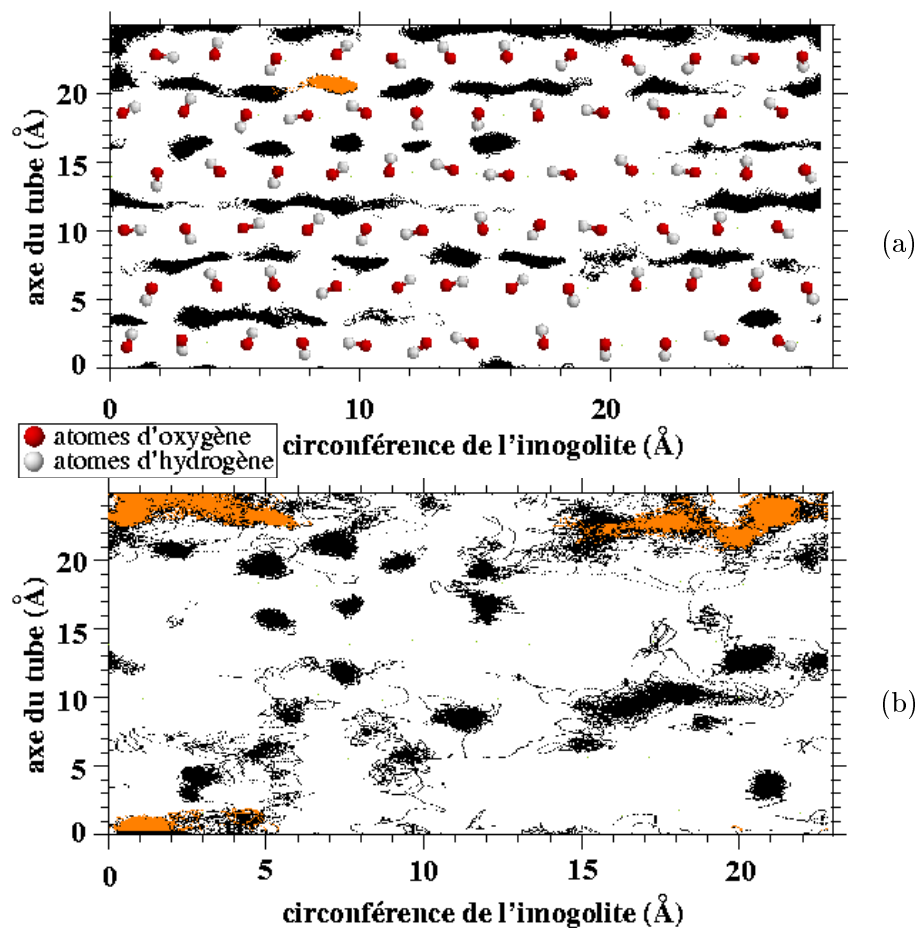 axe du tube (Å)
20
15
10
5
0
0
10
20
(a)
circonférence de l'imogolite (Å)
atomes d'oxygène
atomes d'hydrogène
axe du tube (Å)
20
15
10
5
0
0
5
10
15
20
(b)
circonférence de l'imogolite (Å)